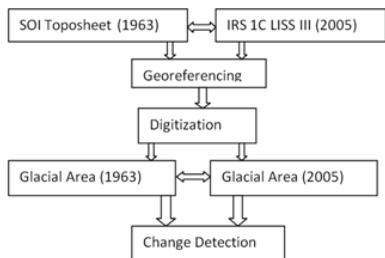 SOI Toposheet (1963)
IRS 1C LISS III (2005)
Georeferencing
Digitization
Glacial Area (1963)
Glacial Area (2005)
Change Detection